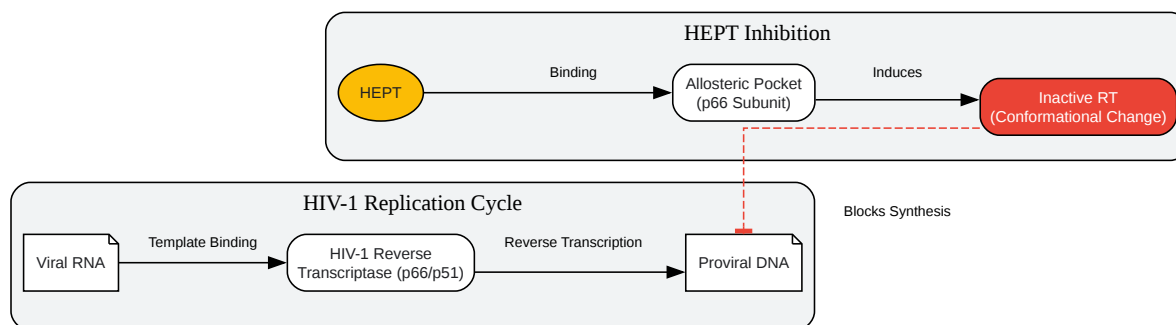 HEPT Inhibition
HEPT
Binding
Allosteric Pocket
(p66 Subunit)
Induces
Inactive RT
(Conformational Change)
Blocks Synthesis
HIV-1 Replication Cycle
Viral RNA
Template Binding
HIV-1 Reverse
Transcriptase (p66/p51)
Reverse Transcription
Proviral DNA